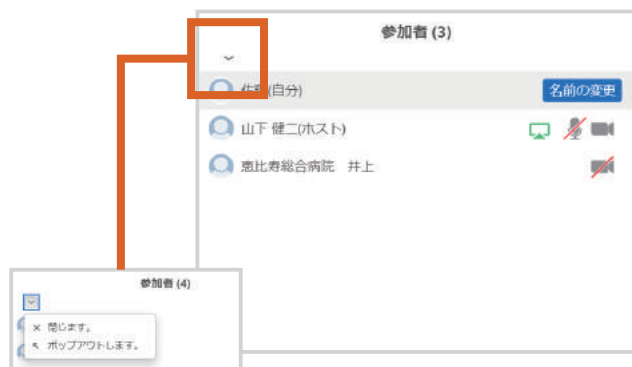 参加者 (3)
(自分)
名前の変更
山下 健二(ホスト)
恵比寿総合病院 井上
参加者 (4)
× 閉じます。
ポップアウトします。